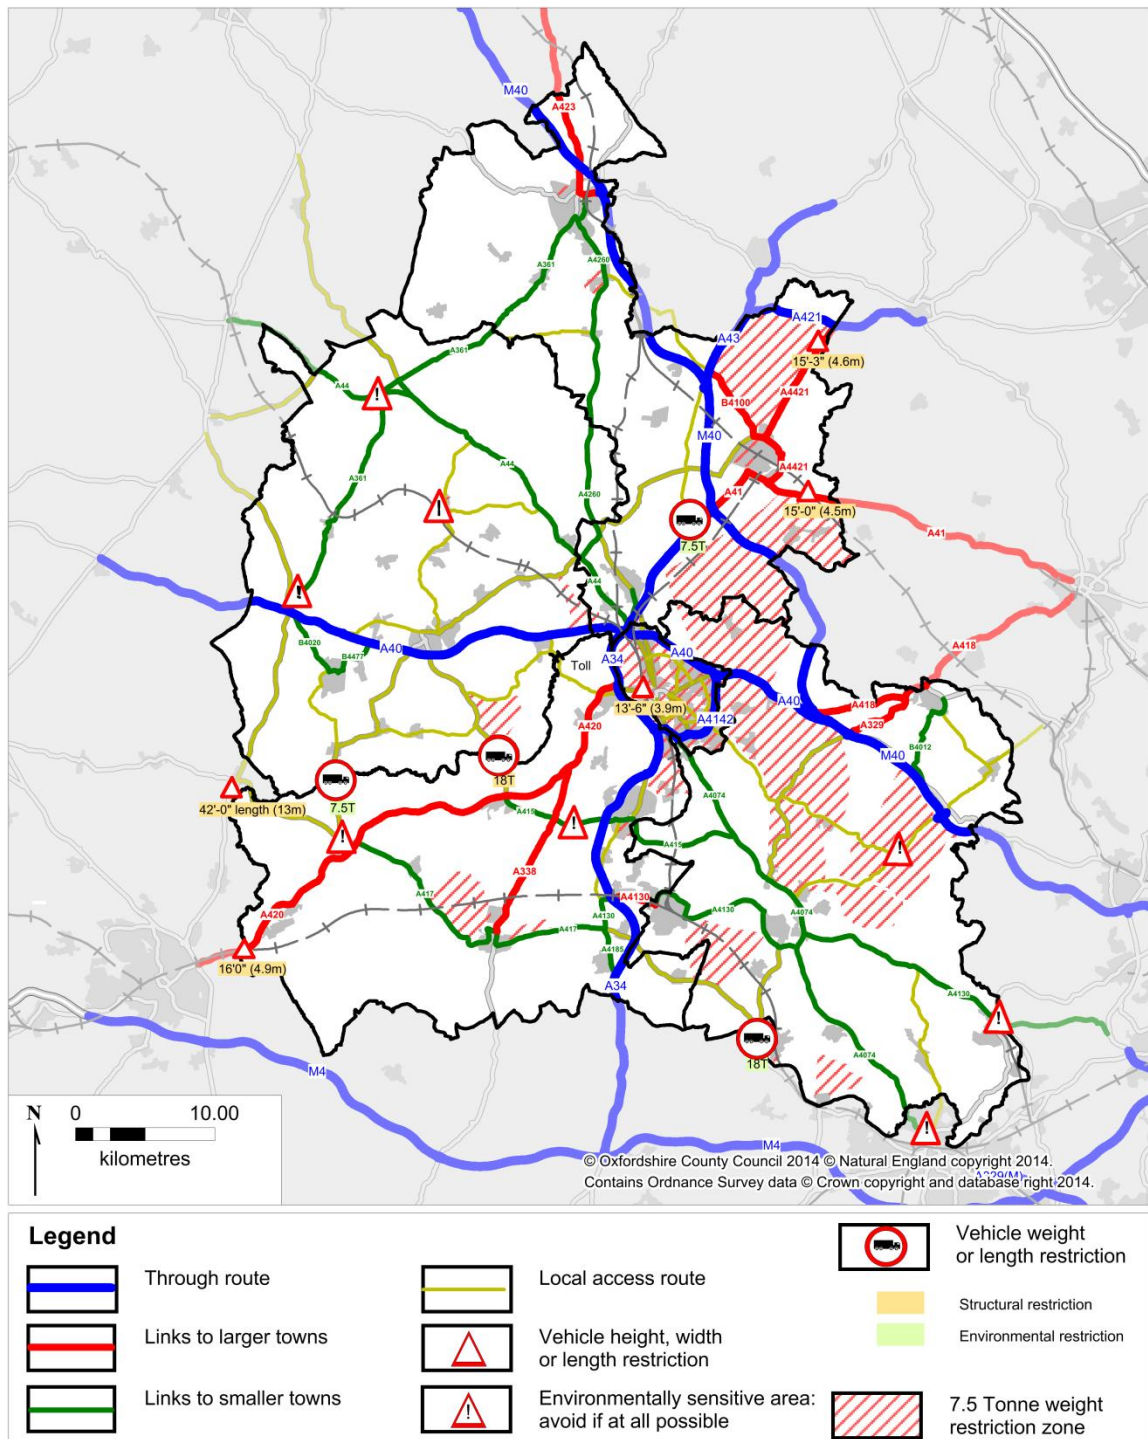 M40
A423
A361
A4260
A421
A43
15'-3" (4.6m)
A361
A44
B4100
A4421
M40
A44
A361
A4260
A4421
A41
15'-0" (4.5m)
7.5T
A41
A44
B4020
B4477
A40
A34
Toll
A40
A418
13'-6" (3.9m)
A4142
A40
A418
A329
A420
M40
B4012
18T
7.5T
42'-0" length (13m)
A4074
A415
A415
A338
A417
A420
A4130
A4130
A4130
A4074
A417
A4185
16'0" (4.9m)
A34
A4130
18T
A4074
M4
M4
N
0 10.00
kilometres
© Oxfordshire County Council 2014 © Natural England copyright 2014.
A329(M)
Contains Ordnance Survey data © Crown copyright and database right 2014.
Legend
Through route
Links to larger towns
Links to smaller towns
Local access route
Vehicle height, width
or length restriction
Environmentally sensitive area:
avoid if at all possible
Vehicle weight
or length restriction
Structural restriction
Environmental restriction
7.5 Tonne weight
restriction zone